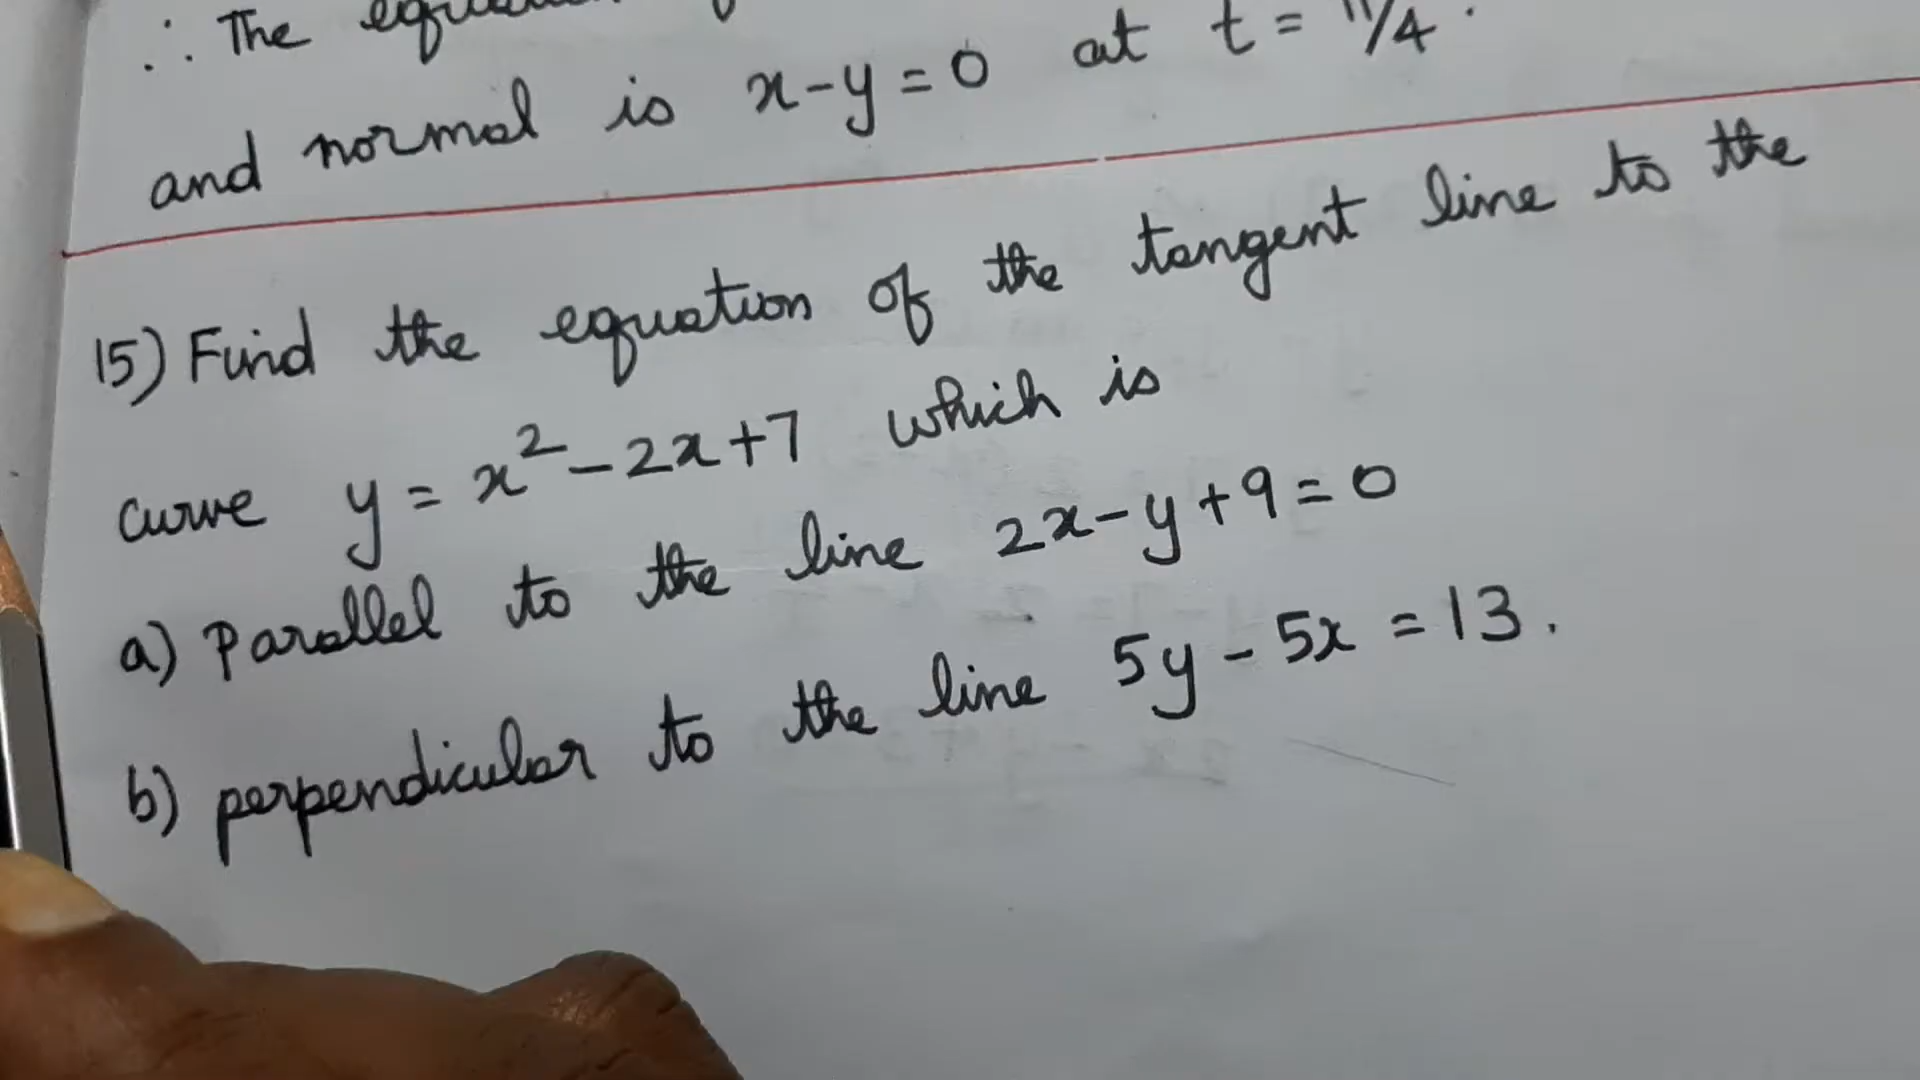 ∴ The
and normal is x-y=0 at t = π/4.
15) Find the equation of the tangent line to the
curve y = x² - 2x + 7 which is
a) Parallel to the line 2x - y + 9 = 0
b) perpendicular to the line 5y - 5x = 13.